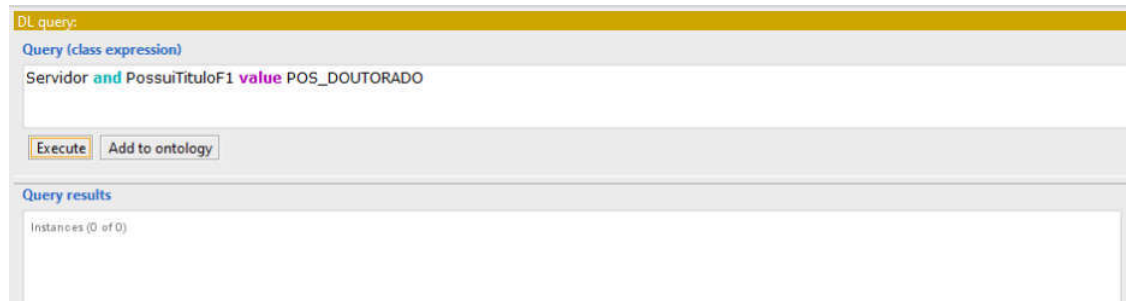 DL query:
Query (class expression)
Servidor and PossuiTituloF1 value POS_DOUTORADO
Execute Add to ontology
Query results
Instances (0 of 0)